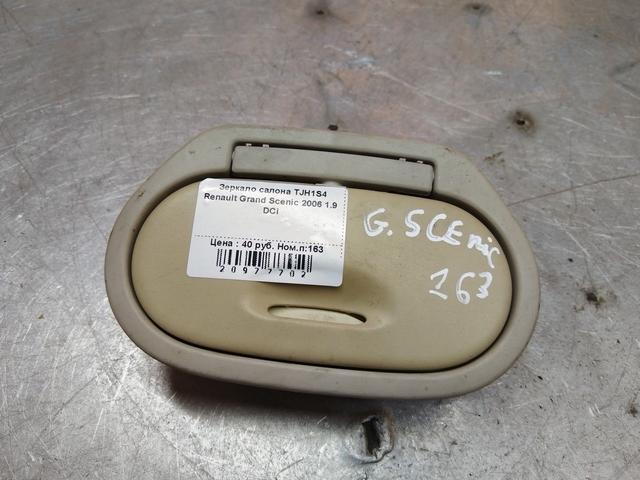 Зеркало салона TJH1S4
Renault Grand Scenic 2006 1.9
DCi
Цена : 40 руб. Ном.п:163
20977702
G. SCEnic
163